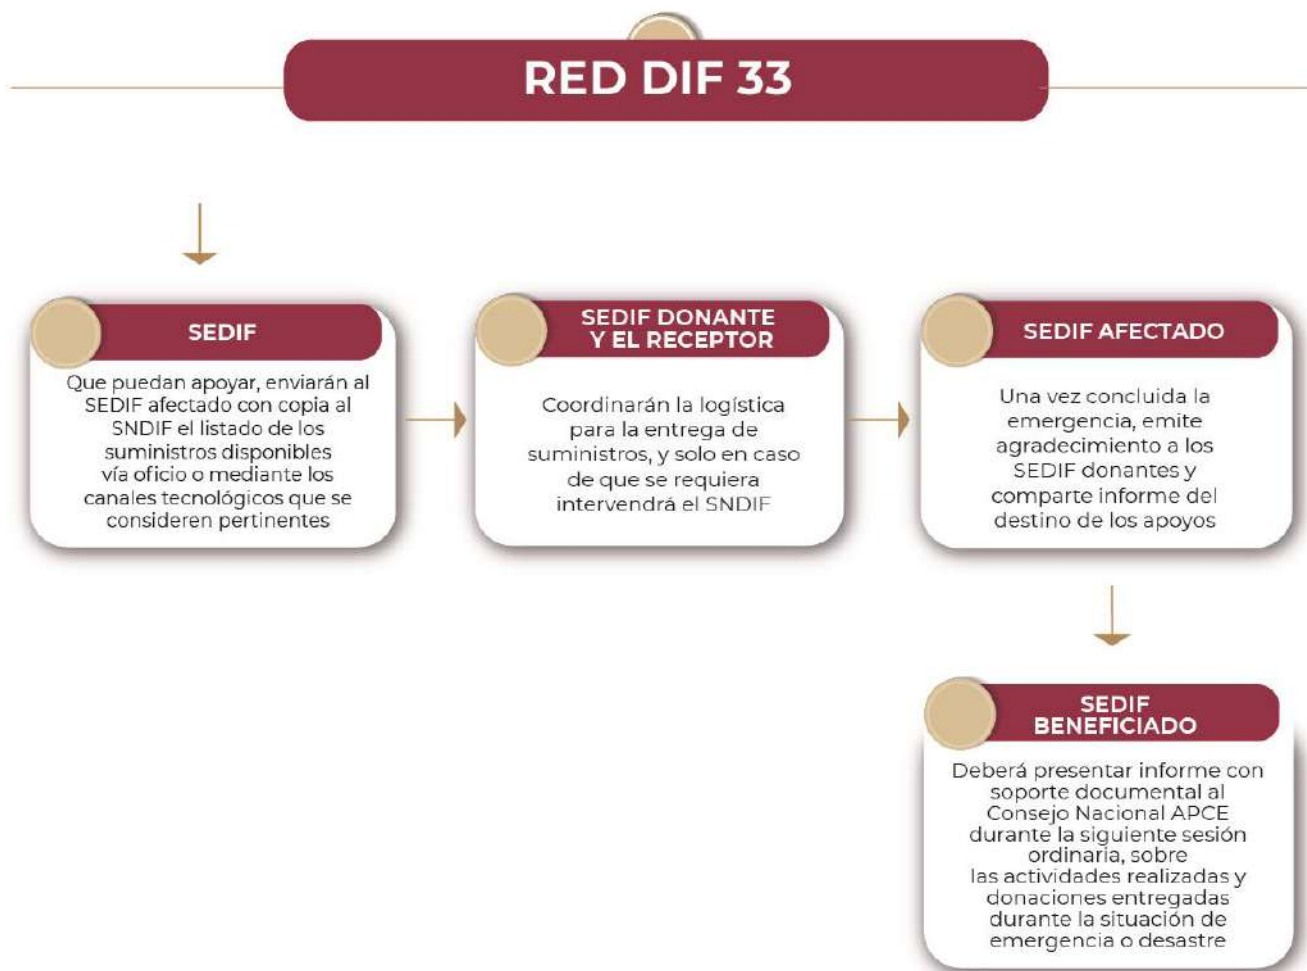 RED DIF 33
SEDIF
Que puedan apoyar, enviarán al
SEDIF afectado con copia al
SNDIF el listado de los
suministros disponibles
vía oficio o mediante los
canales tecnológicos que se
consideren pertinentes
SEDIF DONANTE
Y EL RECEPTOR
Coordinarán la logística
para la entrega de
suministros, y solo en caso
de que se requiera
intervendrá el SNDIF
SEDIF AFECTADO
Una vez concluida la
emergencia, emite
agradecimiento a los
SEDIF donantes y
comparte informe del
destino de los apoyos
SEDIF
BENEFICIADO
Deberá presentar informe con
soporte documental al
Consejo Nacional APCE
durante la siguiente sesión
ordinaria, sobre
las actividades realizadas y
donaciones entregadas
durante la situación de
emergencia o desastre